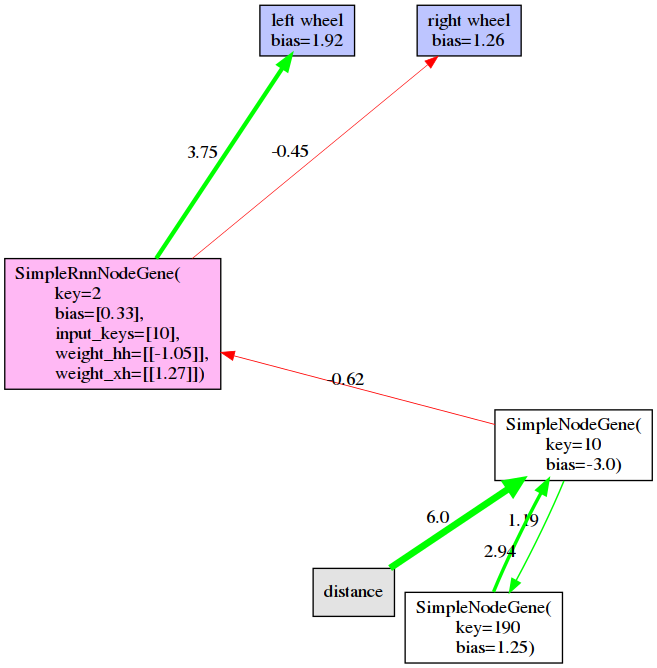 left wheel
bias=1.92
right wheel
bias=1.26
3.75
-0.45
SimpleRnnNodeGene(
key=2
bias=[0.33],
input_keys=[10],
weight_hh=[[-1.05]],
weight_xh=[[1.27]])
-0.62
SimpleNodeGene(
key=10
bias=-3.0)
6.0
1.19
2.94
distance
SimpleNodeGene(
key=190
bias=1.25)